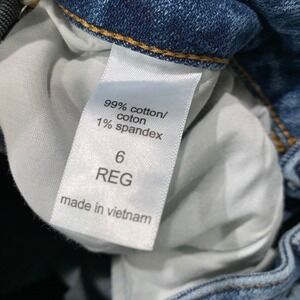 99% cotton/
coton
1% spandex
6
REG
made in vietnam